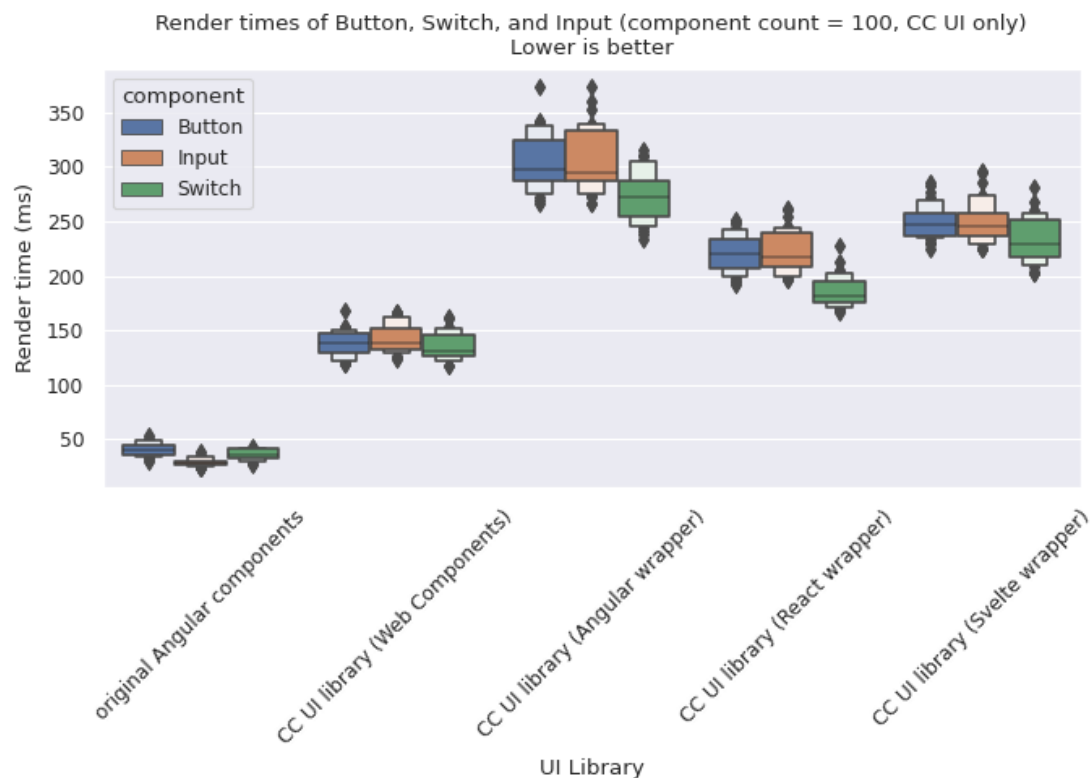 Render times of Button, Switch, and Input (component count = 100, CC UI only)
Lower is better
component
Button
Input
Switch
Render time (ms)
350
300
250
200
150
100
50
original Angular components
CC UI library (Web Components)
CC UI library (Angular wrapper)
CC UI library (React wrapper)
CC UI library (Svelte wrapper)
UI Library